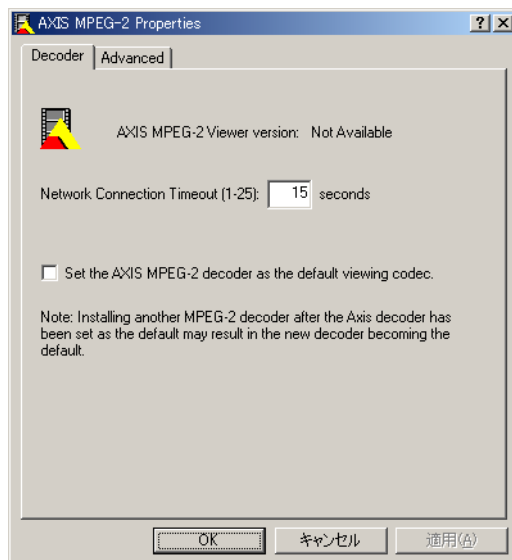 AXIS MPEG-2 Properties
Decoder Advanced
AXIS MPEG-2 Viewer version: Not Available
Network Connection Timeout (1-25): 15 seconds
Set the AXIS MPEG-2 decoder as the default viewing codec.
Note: Installing another MPEG-2 decoder after the Axis decoder has
been set as the default may result in the new decoder becoming the
default.
OK キャンセル 適用(A)